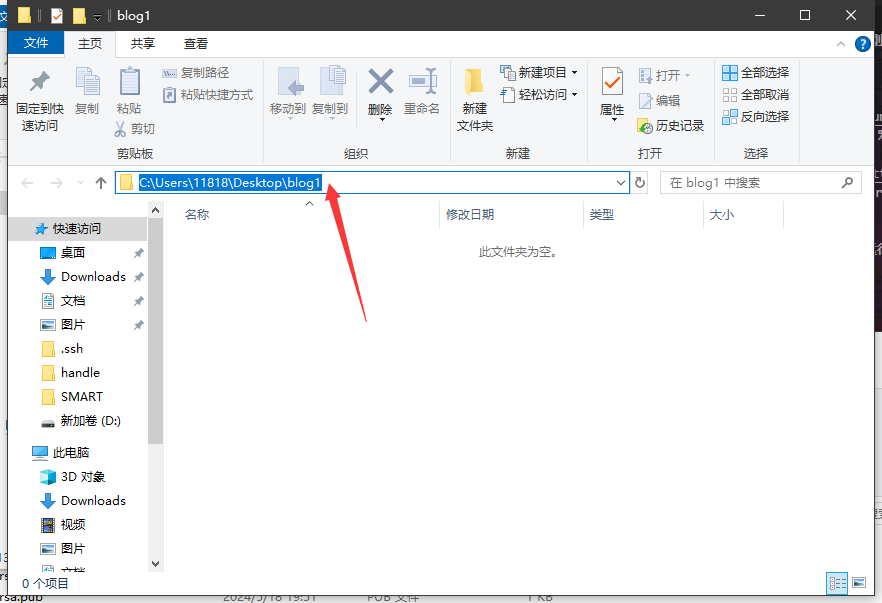 blog1
文件 主页 共享 查看
固定到快速访问
复制
粘贴
复制路径
粘贴快捷方式
剪切
剪贴板
移动到
复制到
删除
重命名
组织
新建文件夹
新建项目
轻松访问
新建
属性
打开
编辑
历史记录
打开
全部选择
全部取消
反向选择
选择
C:\Users\11818\Desktop\blog1
在 blog1 中搜索
名称 修改日期 类型 大小
此文件夹为空。
快速访问
桌面
Downloads
文档
图片
.ssh
handle
SMART
新加卷 (D:)
此电脑
3D 对象
Downloads
视频
图片
文档
0 个项目
rsa.pub 2024/5/18 19:51 PUB 文件 1 KB